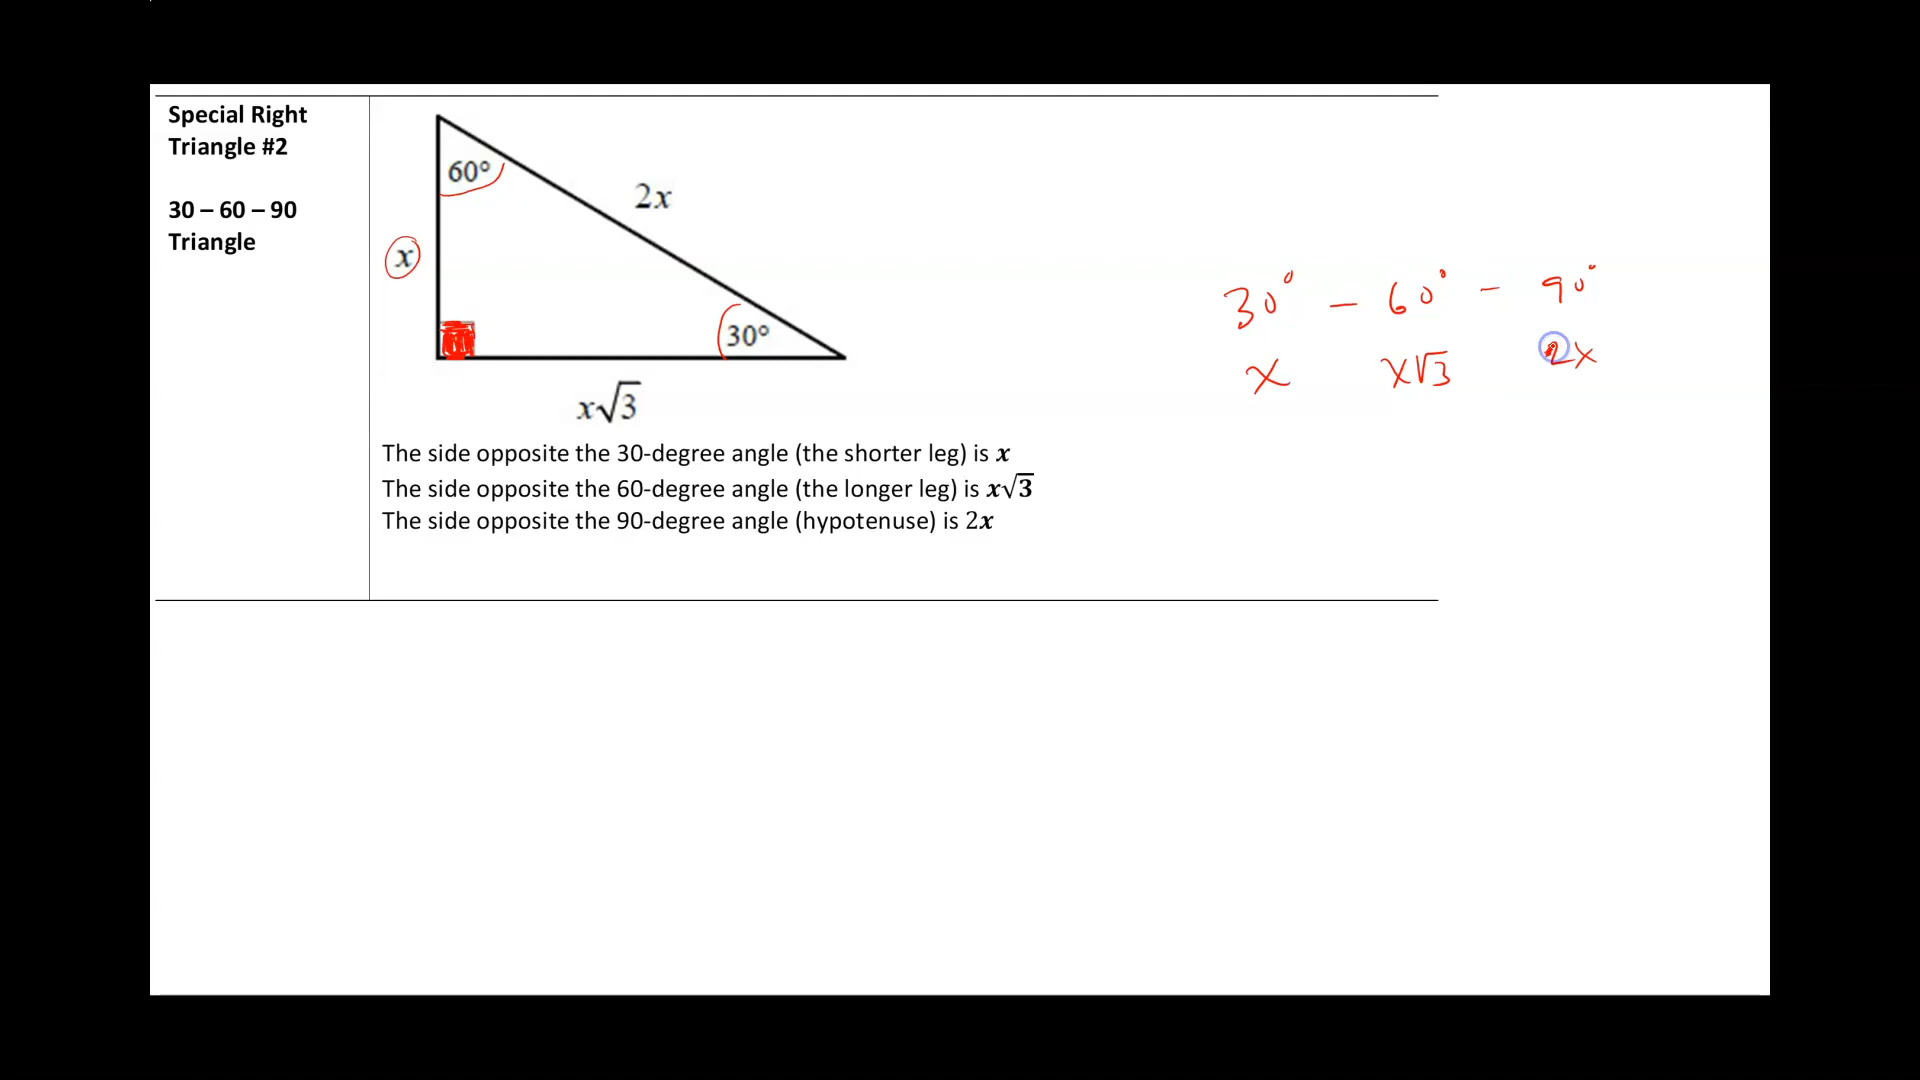 Special Right
Triangle #2
30 – 60 – 90
Triangle
60°
2x
x
30°
x√3
The side opposite the 30-degree angle (the shorter leg) is x
The side opposite the 60-degree angle (the longer leg) is x√3
The side opposite the 90-degree angle (hypotenuse) is 2x
30° – 60° – 90°
x x√3 2x